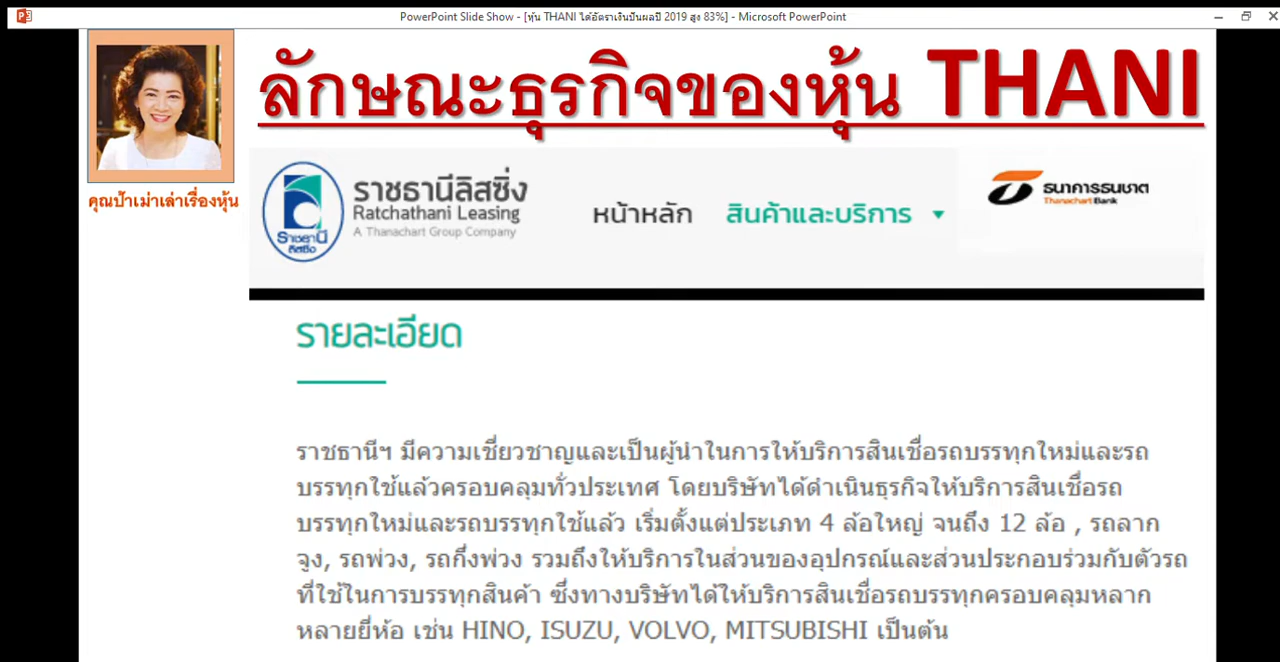 PowerPoint Slide Show - [หุ้น THANI ได้อัตราเงินปันผลปี 2019 สูง 83%] - Microsoft PowerPoint
ลักษณะธุรกิจของหุ้น THANI
คุณป้าเม่าเล่าเรื่องหุ้น
ราชธานีลิสซิ่ง
Ratchathani Leasing
A Thanachart Group Company
ราชธานี
ลิสซิ่ง
หน้าหลัก
สินค้าและบริการ
ธนาคารธนชาต
Thanachart Bank
รายละเอียด
ราชธานีฯ มีความเชี่ยวชาญและเป็นผู้นำในการให้บริการสินเชื่อรถบรรทุกใหม่และรถ
บรรทุกใช้แล้วครอบคลุมทั่วประเทศ โดยบริษัทได้ดำเนินธุรกิจให้บริการสินเชื่อรถ
บรรทุกใหม่และรถบรรทุกใช้แล้ว เริ่มตั้งแต่ประเภท 4 ล้อใหญ่ จนถึง 12 ล้อ , รถลาก
จูง, รถพ่วง, รถกึ่งพ่วง รวมถึงให้บริการในส่วนของอุปกรณ์และส่วนประกอบร่วมกับตัวรถ
ที่ใช้ในการบรรทุกสินค้า ซึ่งทางบริษัทได้ให้บริการสินเชื่อรถบรรทุกครอบคลุมหลาก
หลายยี่ห้อ เช่น HINO, ISUZU, VOLVO, MITSUBISHI เป็นต้น